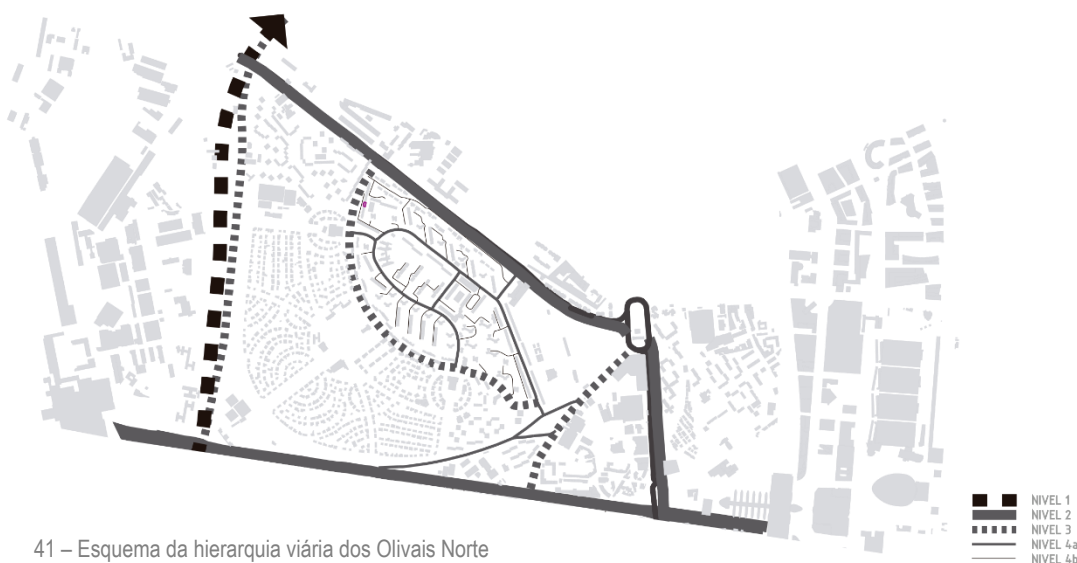 NIVEL 1
NIVEL 2
NIVEL 3
NIVEL 4a
NIVEL 4b
41 – Esquema da hierarquia viária dos Olivais Norte